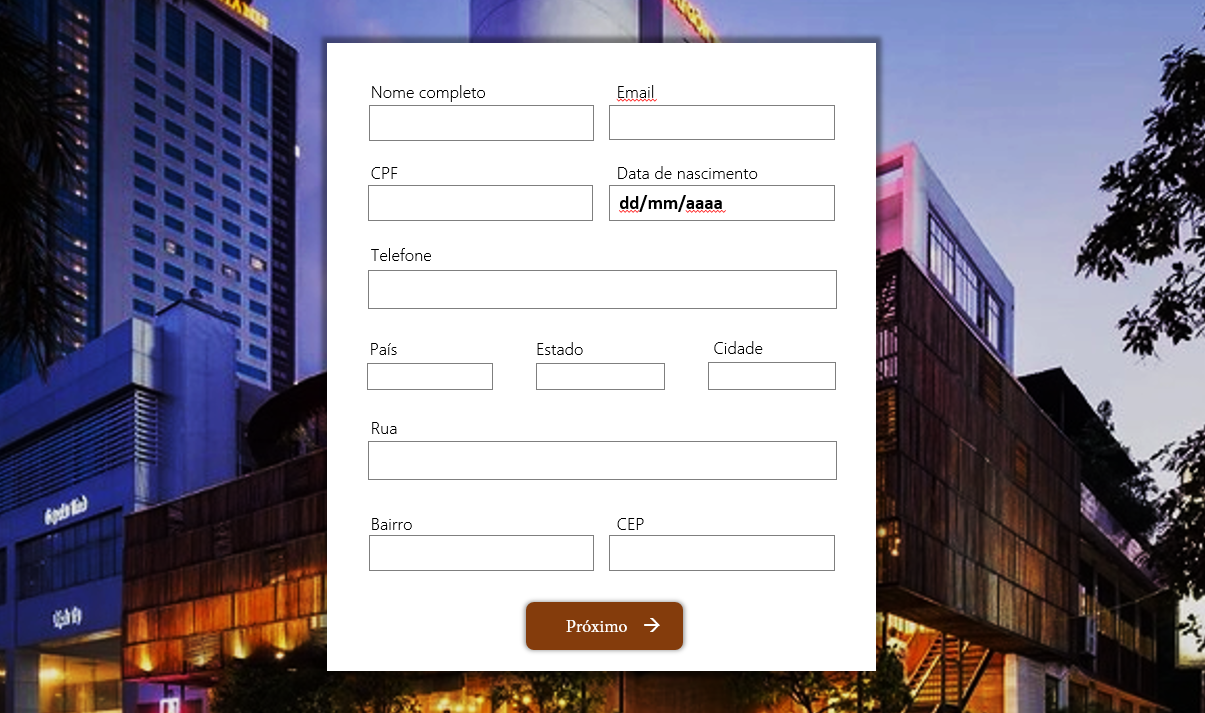 Nome completo
Email
CPF
Data de nascimento
dd/mm/aaaa
Telefone
País
Estado
Cidade
Rua
Bairro
CEP
Próximo